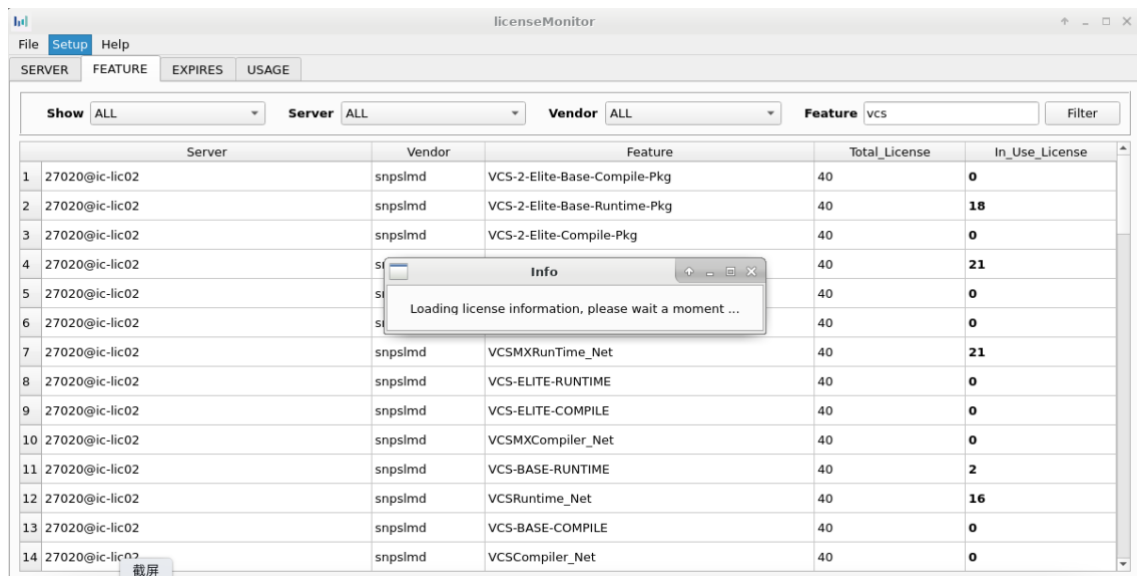 licenseMonitor
File Setup Help
SERVER FEATURE EXPIRES USAGE
Show ALL Server ALL Vendor ALL Feature vcs Filter
Server Vendor Feature Total_License In_Use_License
1 27020@ic-lic02 snpslmd VCS-2-Elite-Base-Compile-Pkg 40 0
2 27020@ic-lic02 snpslmd VCS-2-Elite-Base-Runtime-Pkg 40 18
3 27020@ic-lic02 snpslmd VCS-2-Elite-Compile-Pkg 40 0
4 27020@ic-lic02 40 21
Info
5 27020@ic-lic02 40 0
Loading license information, please wait a moment ...
6 27020@ic-lic02 40 0
7 27020@ic-lic02 snpslmd VCSMXRunTime_Net 40 21
8 27020@ic-lic02 snpslmd VCS-ELITE-RUNTIME 40 0
9 27020@ic-lic02 snpslmd VCS-ELITE-COMPILE 40 0
10 27020@ic-lic02 snpslmd VCSMXCompiler_Net 40 0
11 27020@ic-lic02 snpslmd VCS-BASE-RUNTIME 40 2
12 27020@ic-lic02 snpslmd VCSRuntime_Net 40 16
13 27020@ic-lic02 snpslmd VCS-BASE-COMPILE 40 0
14 27020@ic-lic02 snpslmd VCSCompiler_Net 40 0
截屏